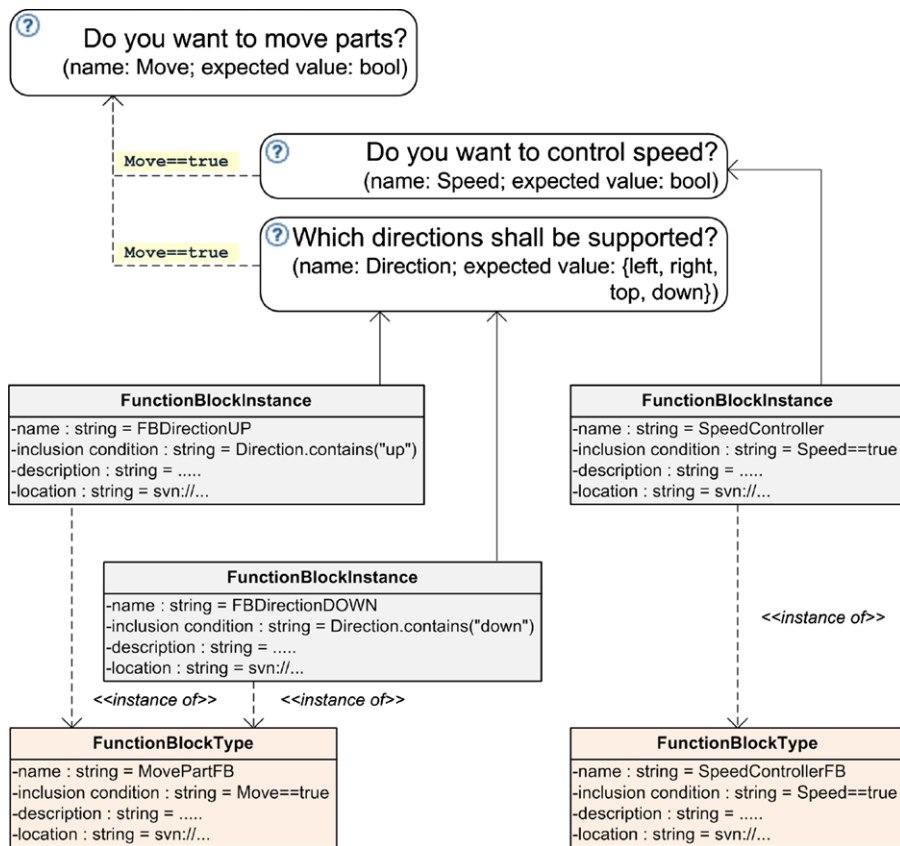 ?
Do you want to move parts?
(name: Move; expected value: bool)
Move==true
?
Do you want to control speed?
(name: Speed; expected value: bool)
Move==true
?
Which directions shall be supported?
(name: Direction; expected value: {left, right,
top, down})
FunctionBlockInstance
-name : string = FBDirectionUP
-inclusion condition : string = Direction.contains("up")
-description : string = .....
-location : string = svn://...
FunctionBlockInstance
-name : string = SpeedController
-inclusion condition : string = Speed==true
-description : string = .....
-location : string = svn://...
FunctionBlockInstance
-name : string = FBDirectionDOWN
-inclusion condition : string = Direction.contains("down")
-description : string = .....
-location : string = svn://...
<<instance of>>
<<instance of>>
<<instance of>>
FunctionBlockType
-name : string = MovePartFB
-inclusion condition : string = Move==true
-description : string = .....
-location : string = svn://...
FunctionBlockType
-name : string = SpeedControllerFB
-inclusion condition : string = Speed==true
-description : string = .....
-location : string = svn://...